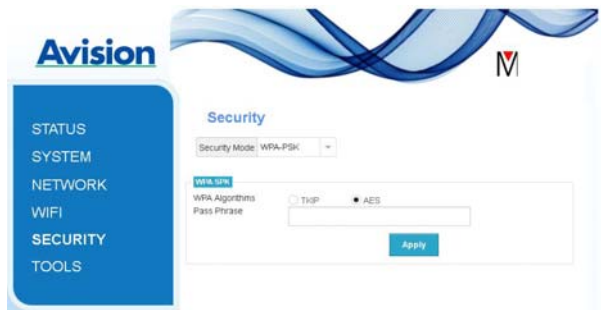 Avision
M
STATUS
SYSTEM
NETWORK
WIFI
SECURITY
TOOLS
Security
Security Mode WPA-PSK
WPA SPK
WPA Algorithms TKIP AES
Pass Phrase
Apply